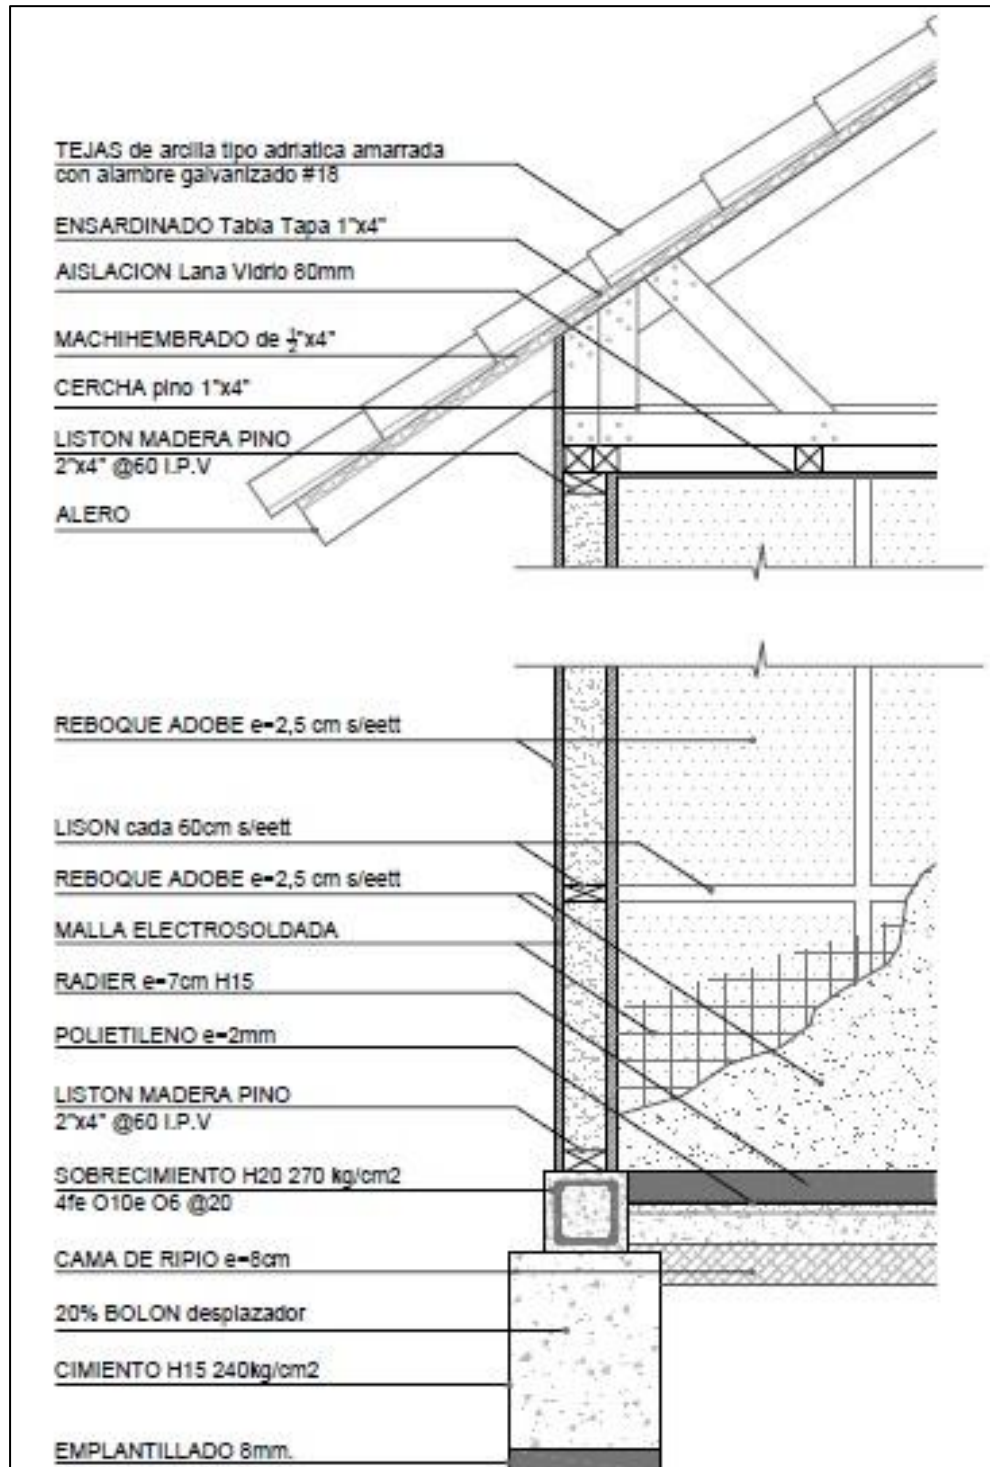 TEJAS de arcilla tipo adriatica amarrada
con alambre galvanizado #18
ENSARDINADO Tabla Tapa 1"x4"
AISLACION Lana Vidrio 80mm
MACHIHEMBRADO de ½"x4"
CERCHA pino 1"x4"
LISTON MADERA PINO
2"x4" @60 I.P.V
ALERO
REBOQUE ADOBE e=2,5 cm s/eett
LISON cada 60cm s/eett
REBOQUE ADOBE e=2,5 cm s/eett
MALLA ELECTROSOLDADA
RADIER e=7cm H15
POLIETILENO e=2mm
LISTON MADERA PINO
2"x4" @60 I.P.V
SOBRECIMIENTO H20 270 kg/cm2
4fe O10e O6 @20
CAMA DE RIPIO e=8cm
20% BOLON desplazador
CIMIENTO H15 240kg/cm2
EMPLANTILLADO 8mm.